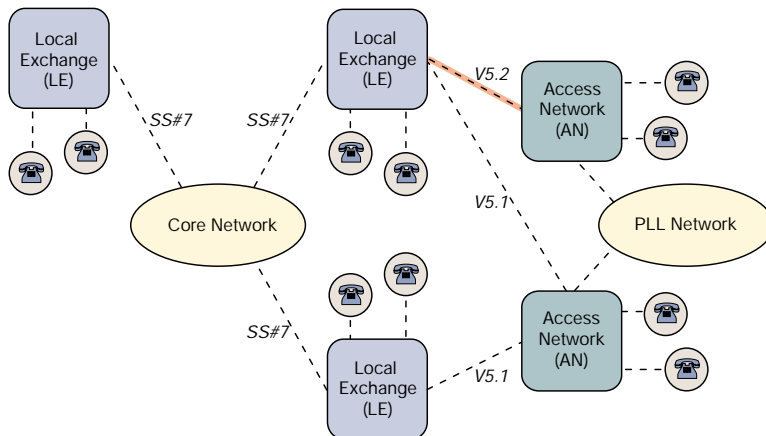 Local
Exchange
(LE)
Local
Exchange
(LE)
V5.2
Access
Network
(AN)
SS#7
SS#7
V5.1
Core Network
PLL Network
SS#7
Access
Network
(AN)
Local
Exchange
(LE)
V5.1